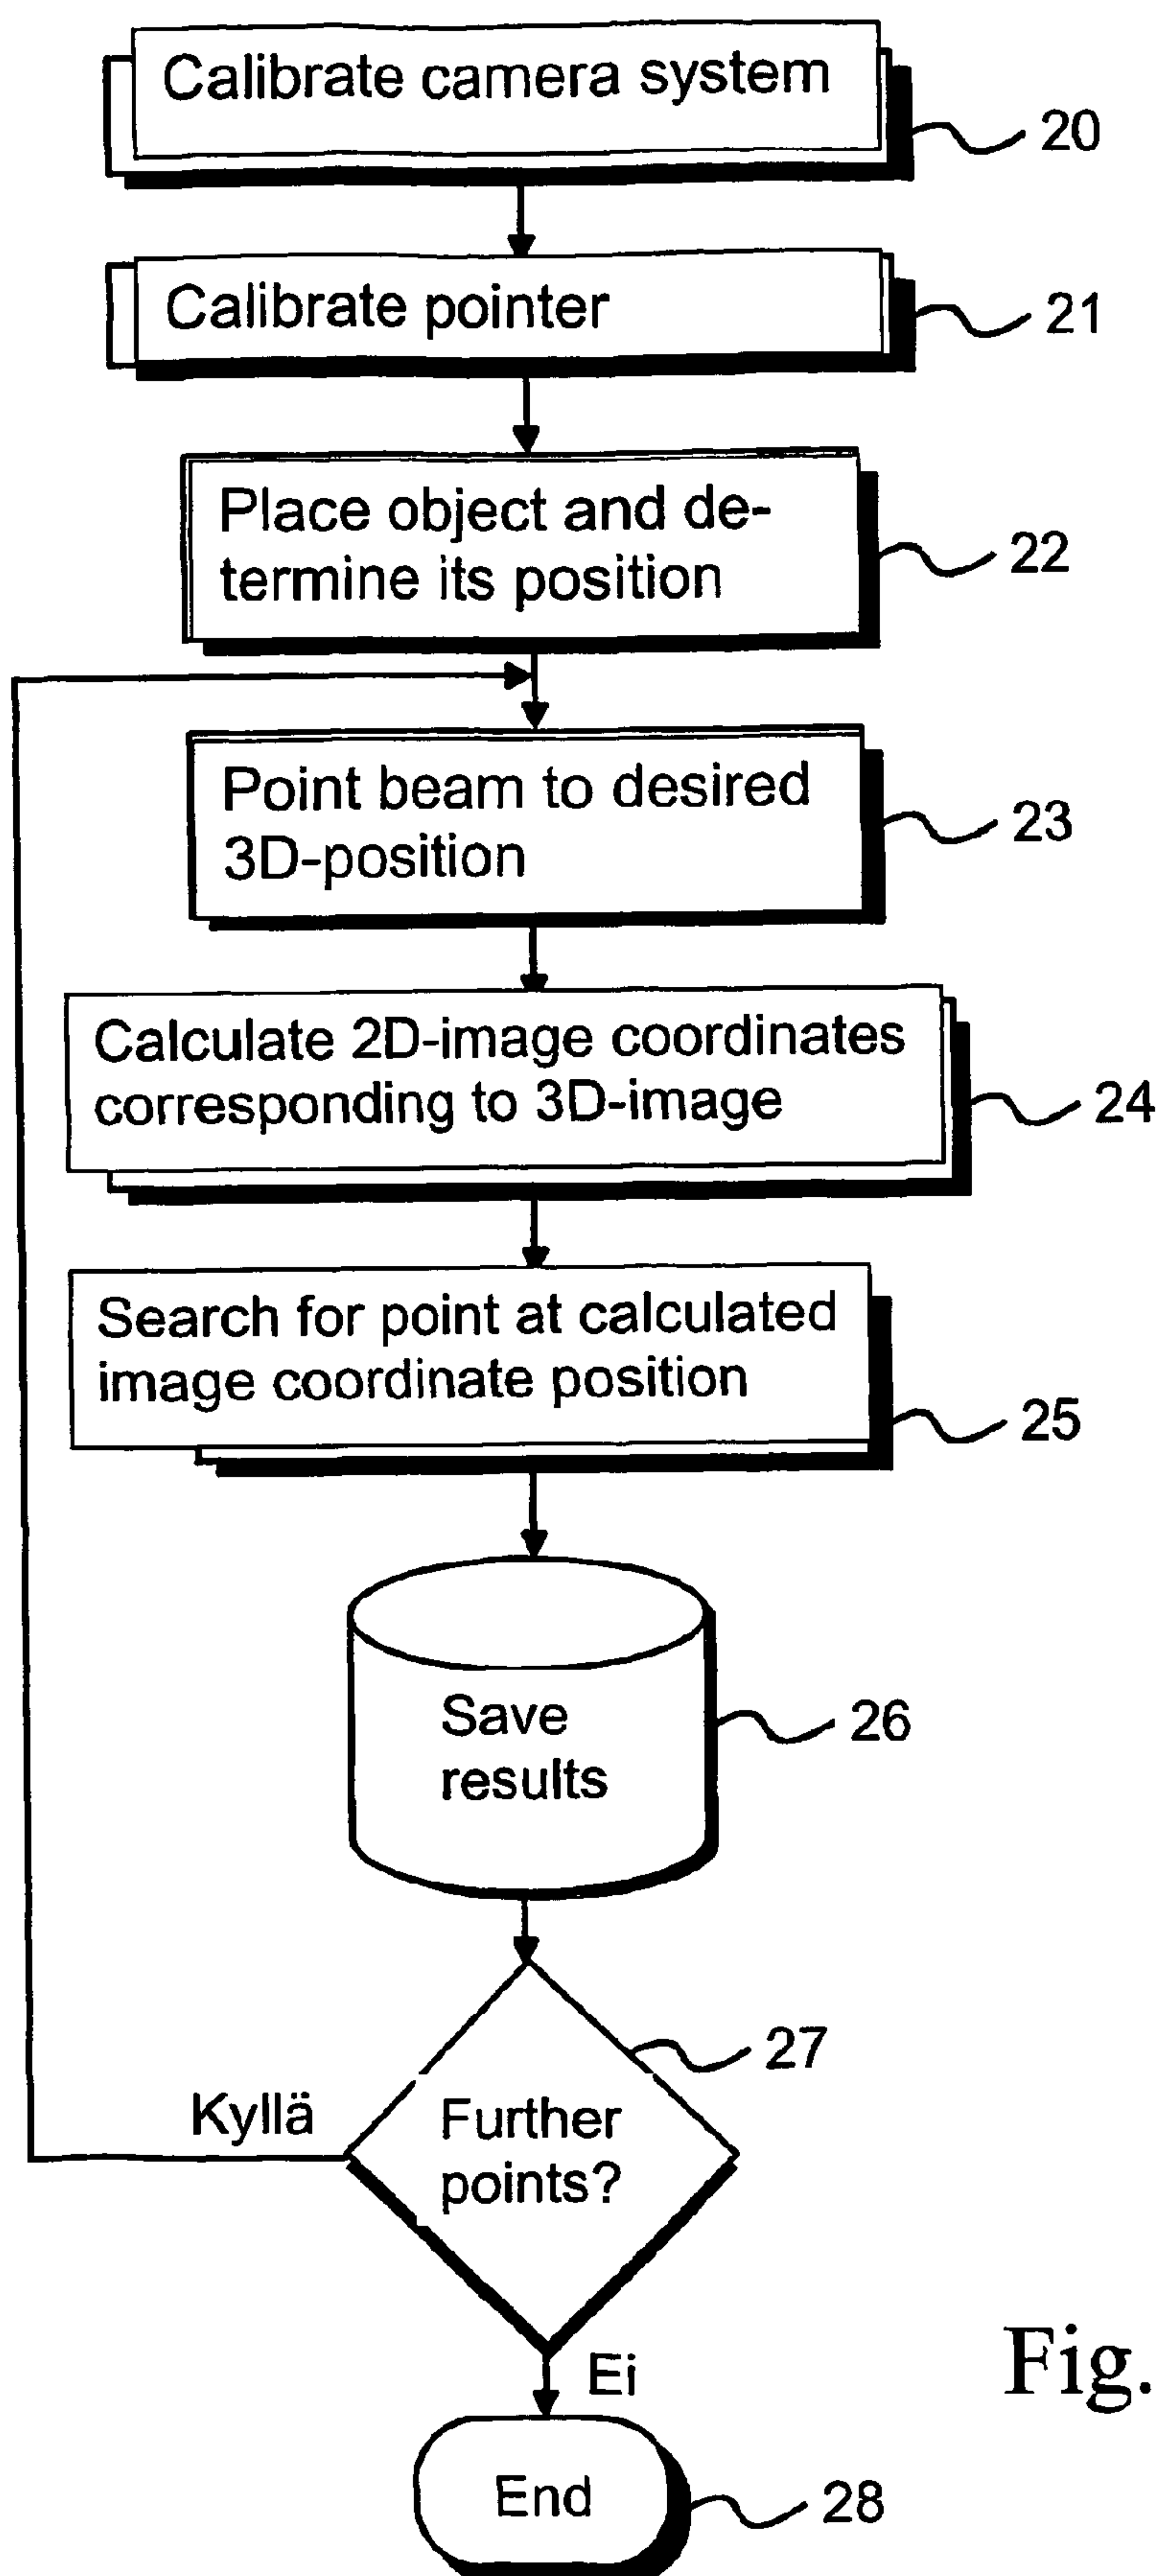 Calibrate camera system
20
Calibrate pointer
21
Place object and de-
termine its position
22
Point beam to desired
3D-position
23
Calculate 2D-image coordinates
corresponding to 3D-image
24
Search for point at calculated
image coordinate position
25
Save
results
26
27
Kyllä
Further
points?
Ei
Fig.
End
28